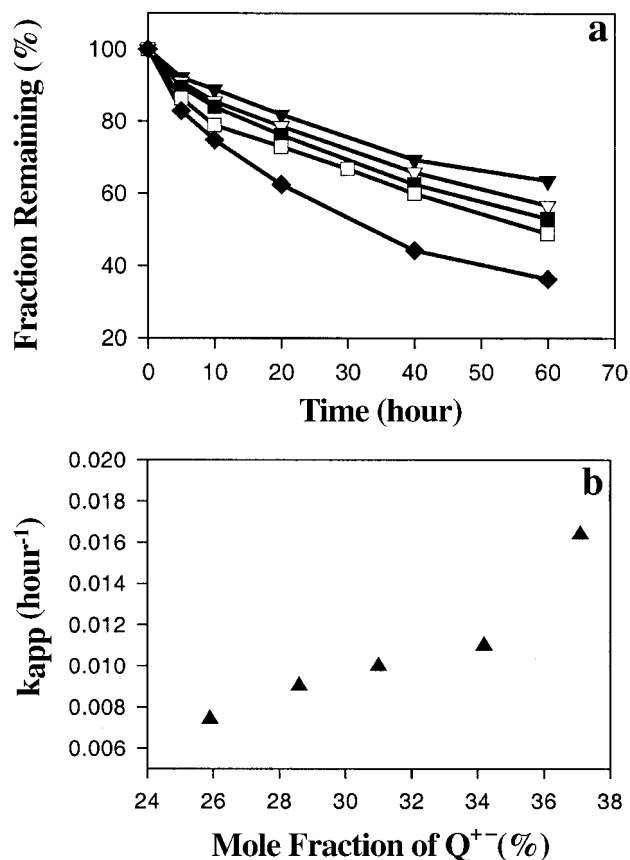 a
Fraction Remaining (%)
100
80
60
40
20
0 10 20 30 40 50 60 70
Time (hour)
b
k_app (hour⁻¹)
0.020
0.018
0.016
0.014
0.012
0.010
0.008
0.006
24 26 28 30 32 34 36 38
Mole Fraction of Q⁺⁻(%)